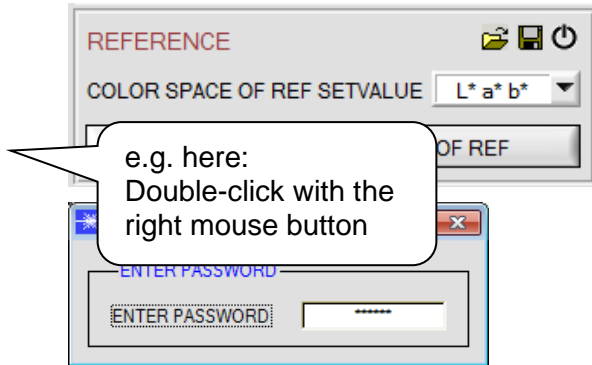 REFERENCE
COLOR SPACE OF REF SETVALUE L* a* b*
OF REF
e.g. here:
Double-click with the
right mouse button
ENTER PASSWORD
ENTER PASSWORD ******